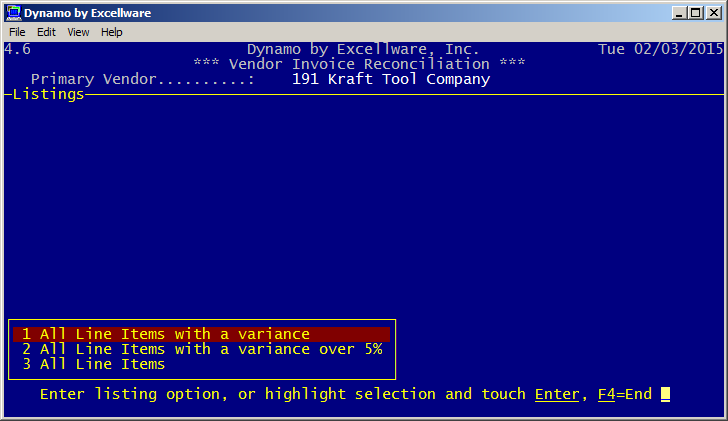 Dynamo by Excellware
File Edit View Help
4.6 Dynamo by Excellware, Inc. Tue 02/03/2015
*** Vendor Invoice Reconciliation ***
Primary Vendor..........: 191 Kraft Tool Company
Listings
1 All Line Items with a variance
2 All Line Items with a variance over 5%
3 All Line Items
Enter listing option, or highlight selection and touch Enter, F4=End